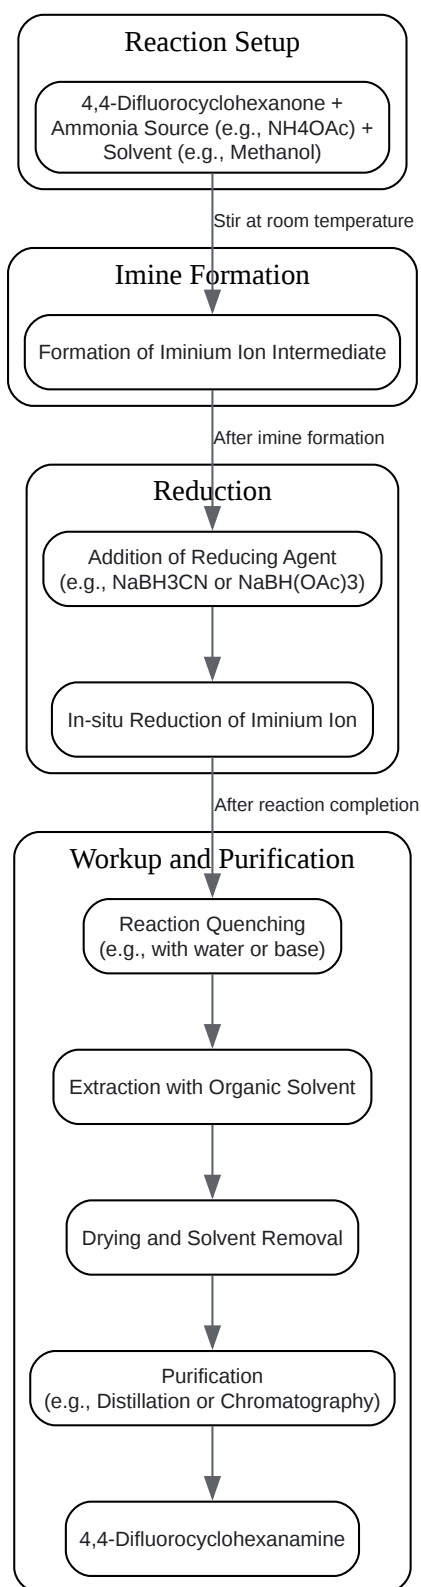 Reaction Setup
4,4-Difluorocyclohexanone +
Ammonia Source (e.g., NH4OAc) +
Solvent (e.g., Methanol)
Stir at room temperature
Imine Formation
Formation of Iminium Ion Intermediate
After imine formation
Reduction
Addition of Reducing Agent
(e.g., NaBH3CN or NaBH(OAc)3)
In-situ Reduction of Iminium Ion
After reaction completion
Workup and Purification
Reaction Quenching
(e.g., with water or base)
Extraction with Organic Solvent
Drying and Solvent Removal
Purification
(e.g., Distillation or Chromatography)
4,4-Difluorocyclohexanamine